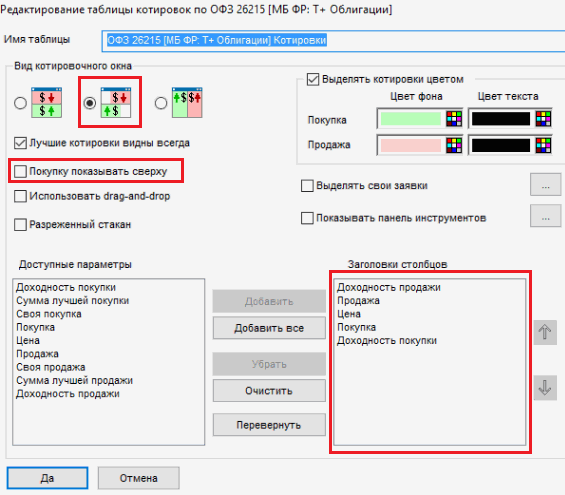 Редактирование таблицы котировок по ОФЗ 26215 [МБ ФР: Т+ Облигации]
Имя таблицы
ОФЗ 26215 [МБ ФР: Т+ Облигации] Котировки
Вид котировочного окна
$
$
$
$
$ $
Лучшие котировки видны всегда
Покупку показывать сверху
Использовать drag-and-drop
Разреженный стакан
Выделять котировки цветом
Цвет фона Цвет текста
Покупка
Продажа
Выделять свои заявки
...
Показывать панель инструментов
...
Доступные параметры
Доходность покупки
Сумма лучшей покупки
Своя покупка
Покупка
Цена
Продажа
Своя продажа
Сумма лучшей продажи
Доходность продажи
Добавить
Добавить все
Убрать
Очистить
Перевернуть
Заголовки столбцов
Доходность продажи
Продажа
Цена
Покупка
Доходность покупки
Да
Отмена